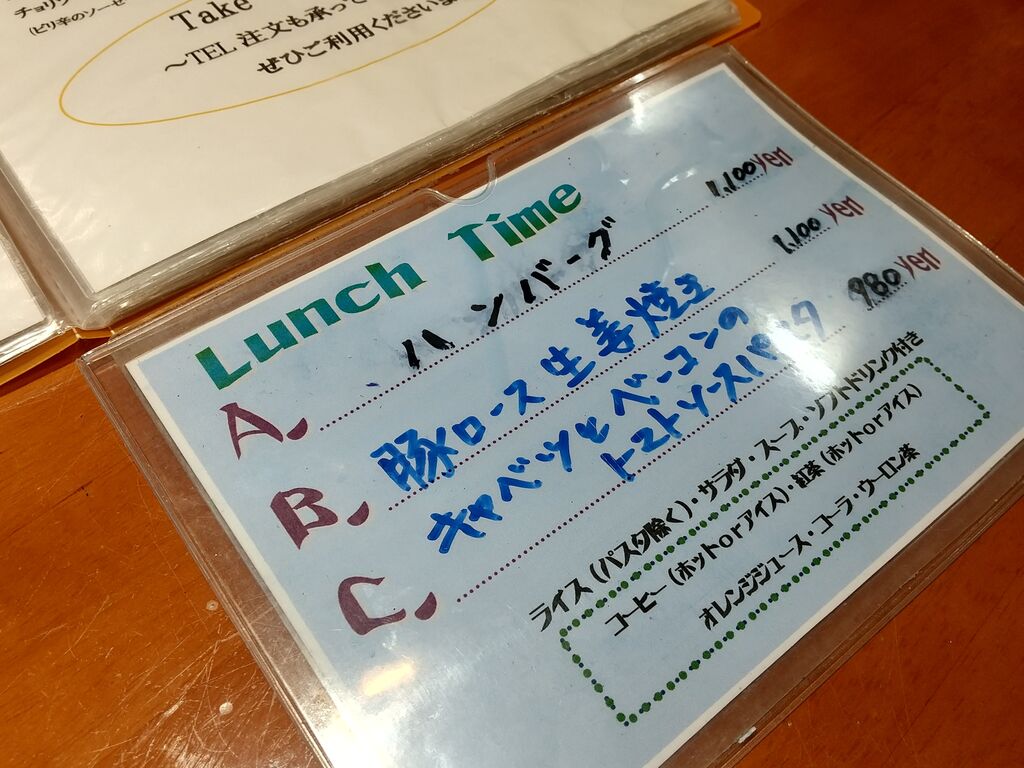 チョリソ
(ピリ辛のソーセ
Take
～TEL 注文も承って
ぜひご利用くださいま
Lunch Time
A. ハンバーグ 1,100yen
B. 豚ロース生姜焼き 1,100yen
C. キャベツとベーコンの
トマトソースパスタ 980yen
ライス (パスタ除く)・サラダ・スープ・ソフトドリンク付き
コーヒー (ホットorアイス)・紅茶 (ホットorアイス)
オレンジジュース・コーラ・ウーロン茶